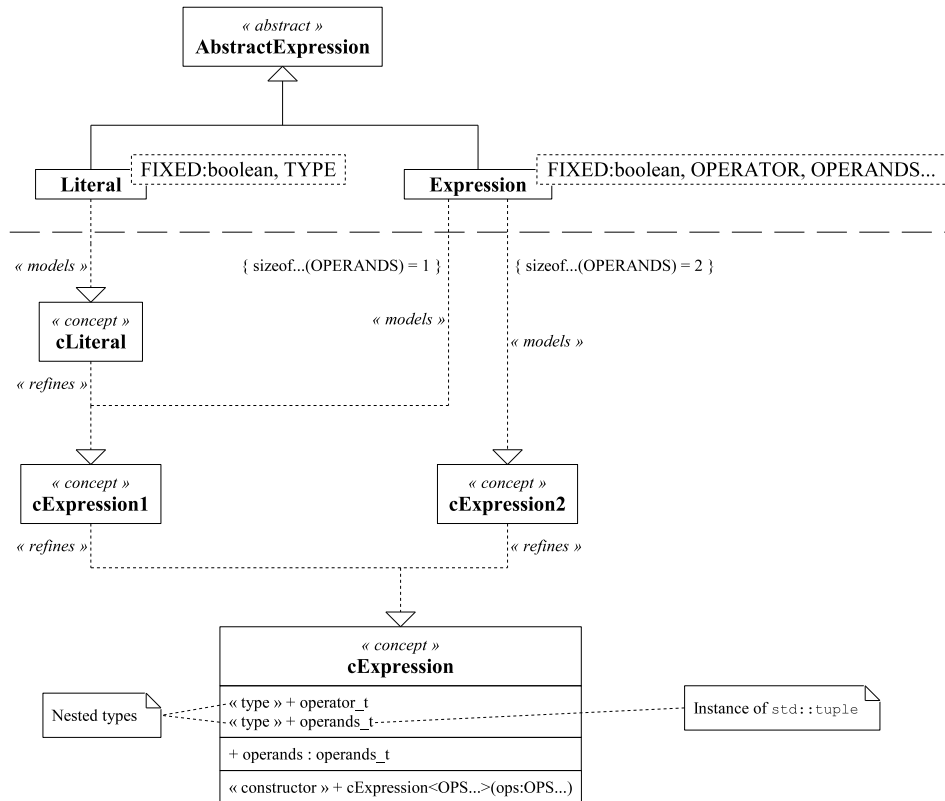 « abstract »
AbstractExpression
Literal
FIXED:boolean, TYPE
Expression
FIXED:boolean, OPERATOR, OPERANDS...
« models »
{ sizeof...(OPERANDS) = 1 }
{ sizeof...(OPERANDS) = 2 }
« concept »
cLiteral
« models »
« models »
« refines »
« concept »
cExpression1
« concept »
cExpression2
« refines »
« refines »
« concept »
cExpression
Nested types
« type » + operator_t
« type » + operands_t
Instance of std::tuple
+ operands : operands_t
« constructor » + cExpression<OPS...>(ops:OPS...)